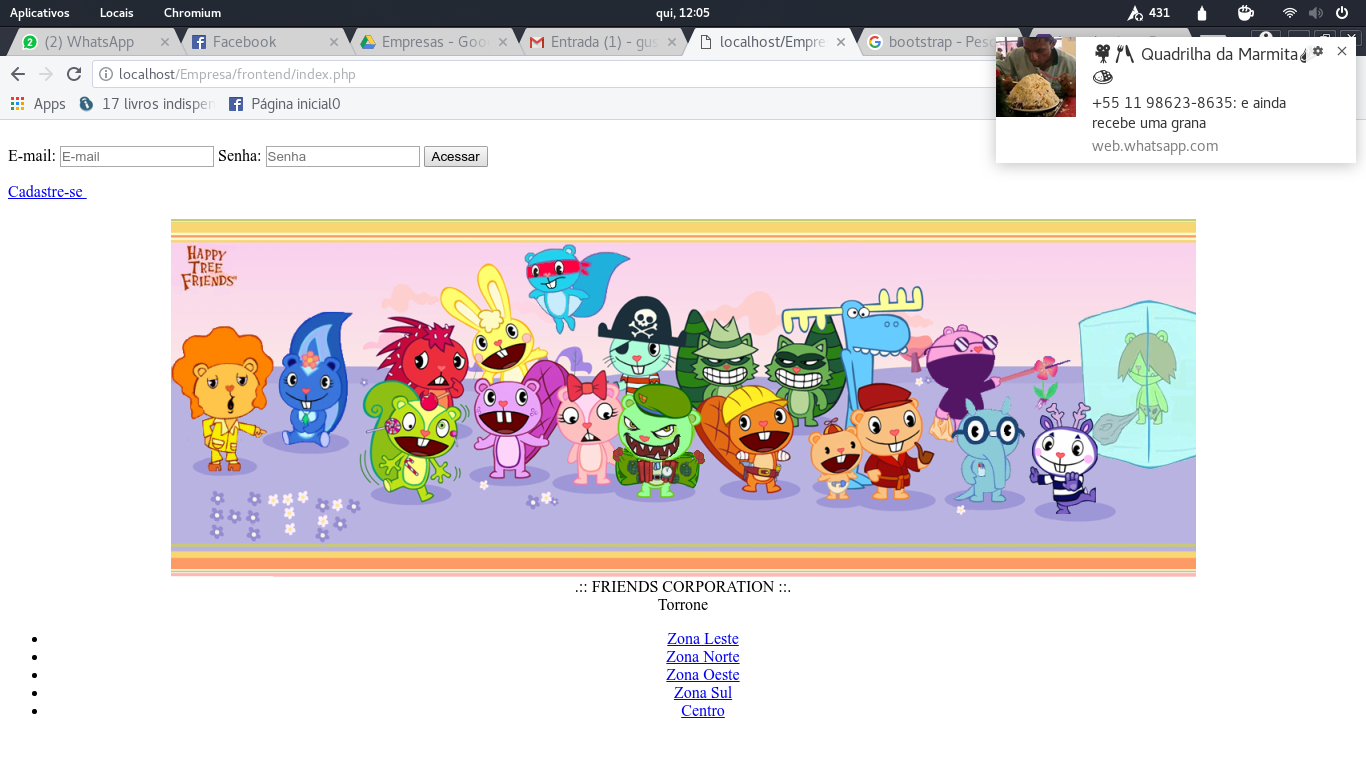 Aplicativos Locais Chromium qui, 12:05 431
(2) WhatsApp Facebook Empresas - Goo Entrada (1) - gus localhost/Empre bootstrap - Pes
localhost/Empresa/frontend/index.php
Apps 17 livros indisper Página inicial0
Quadrilha da Marmita
+55 11 98623-8635: e ainda
recebe uma grana
web.whatsapp.com
E-mail: E-mail Senha: Senha Acessar
Cadastre-se
HAPPY
TREE
FRIENDS
.:: FRIENDS CORPORATION ::.
Torrone
Zona Leste
Zona Norte
Zona Oeste
Zona Sul
Centro